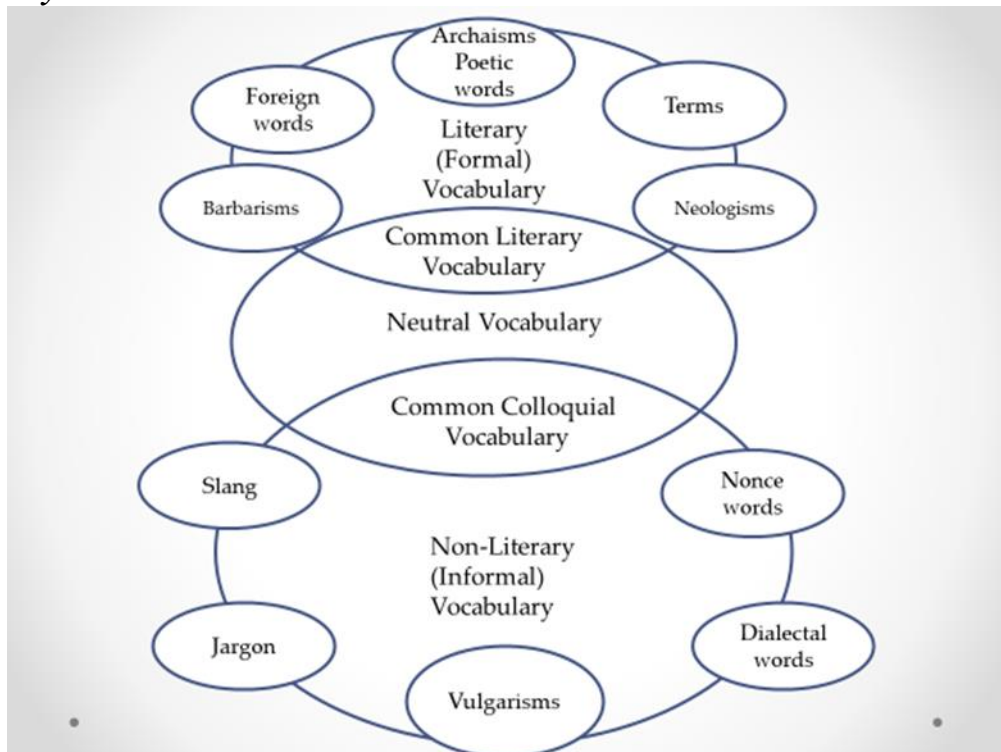 Archaisms
Poetic
words
Foreign
words
Terms
Literary
(Formal)
Vocabulary
Barbarisms
Neologisms
Common Literary
Vocabulary
Neutral Vocabulary
Common Colloquial
Vocabulary
Slang
Nonce
words
Non-Literary
(Informal)
Vocabulary
Jargon
Dialectal
words
Vulgarisms